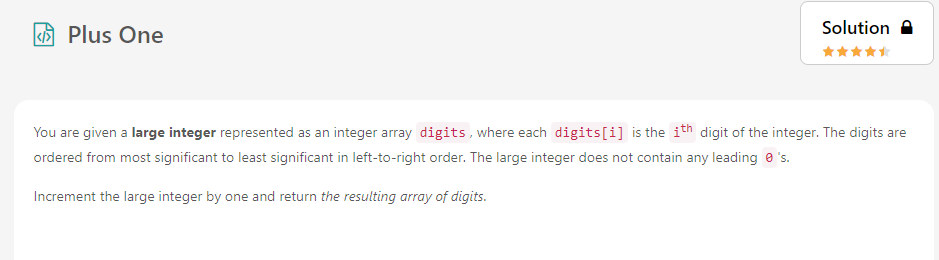 Plus One
Solution
You are given a large integer represented as an integer array digits, where each digits[i] is the ith digit of the integer. The digits are
ordered from most significant to least significant in left-to-right order. The large integer does not contain any leading 0's.
Increment the large integer by one and return the resulting array of digits.